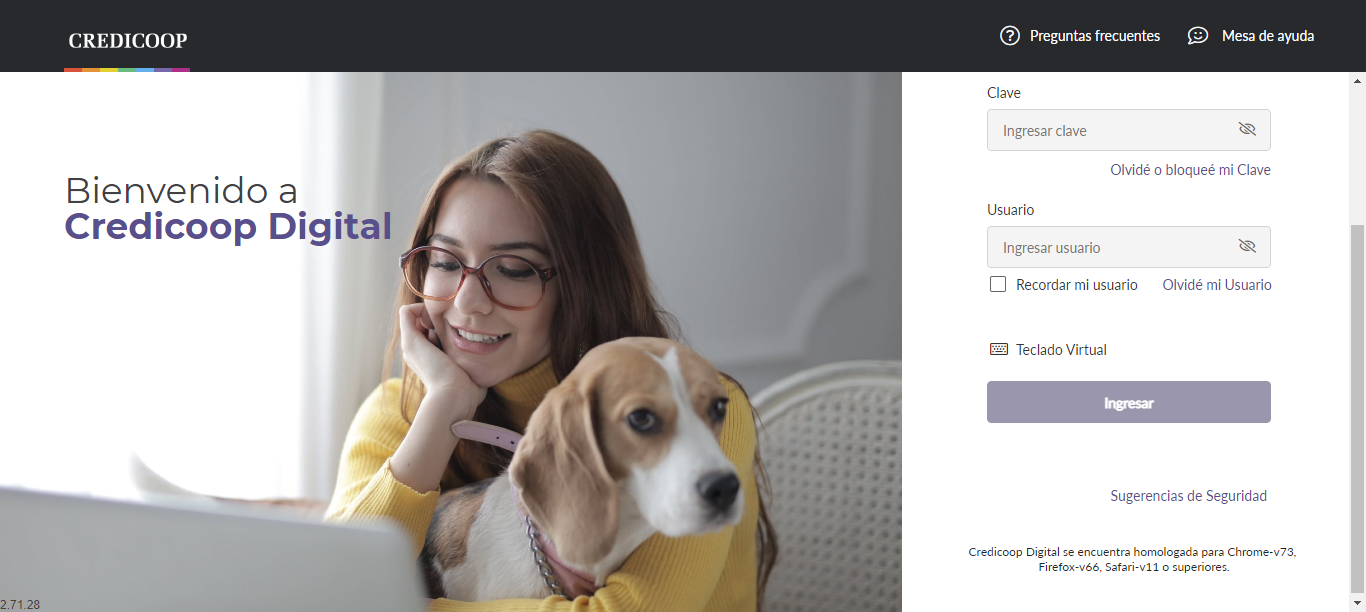 CREDICOOP
Preguntas frecuentes
Mesa de ayuda
Bienvenido a
Credicoop Digital
Clave
Ingresar clave
Olvidé o bloqueé mi Clave
Usuario
Ingresar usuario
Recordar mi usuario
Olvidé mi Usuario
Teclado Virtual
Ingresar
Sugerencias de Seguridad
Credicoop Digital se encuentra homologada para Chrome-v73,
Firefox-v66, Safari-v11 o superiores.
2.71.28